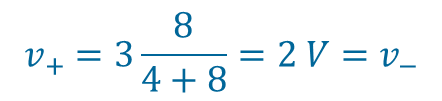 v₊ = 3 8/(4 + 8) = 2 V = v₋